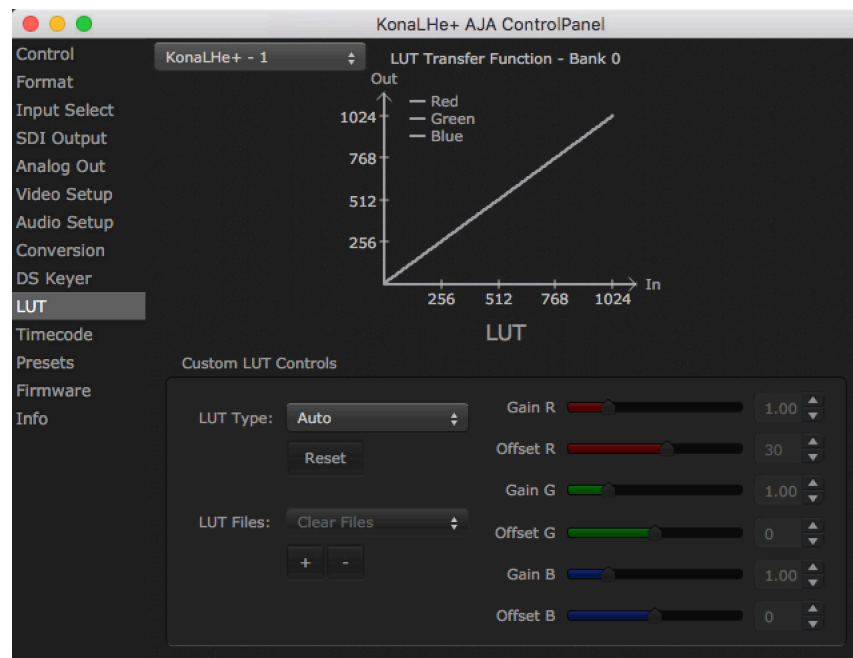 KonaLHe+ AJA ControlPanel
Control
Format
Input Select
SDI Output
Analog Out
Video Setup
Audio Setup
Conversion
DS Keyer
LUT
Timecode
Presets
Firmware
Info
KonaLHe+ - 1
LUT Transfer Function - Bank 0
Out
Red
Green
Blue
1024
768
512
256
In
256 512 768 1024
LUT
Custom LUT Controls
LUT Type: Auto
Reset
LUT Files: Clear Files
+ -
Gain R 1.00
Offset R 30
Gain G 1.00
Offset G 0
Gain B 1.00
Offset B 0